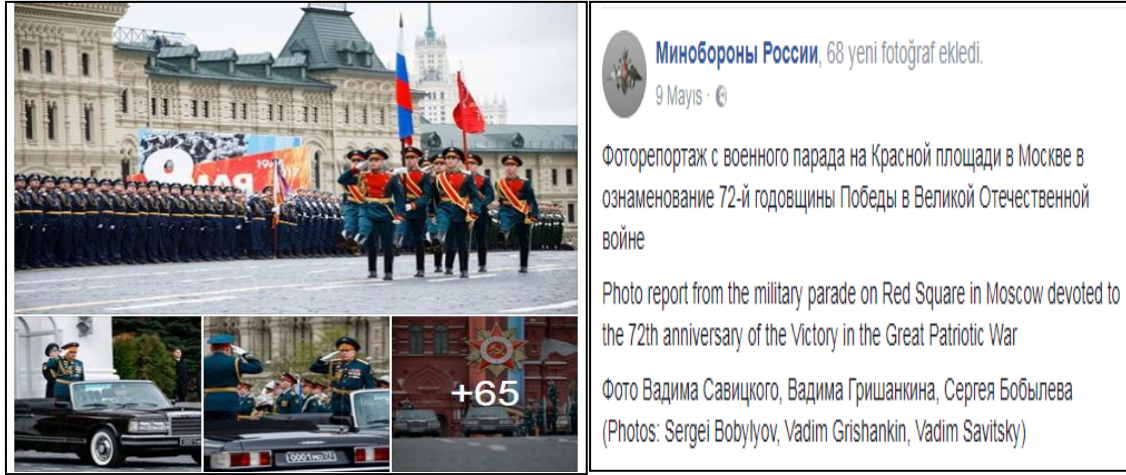 +65
Минобороны России, 68 yeni fotoğraf ekledi.
9 Mayıs ·
Фоторепортаж с военного парада на Красной площади в Москве в
ознаменование 72-й годовщины Победы в Великой Отечественной
войне
Photo report from the military parade on Red Square in Moscow devoted to
the 72th anniversary of the Victory in the Great Patriotic War
Фото Вадима Савицкого, Вадима Гришанкина, Сергея Бобылева
(Photos: Sergei Bobylyov, Vadim Grishankin, Vadim Savitsky)